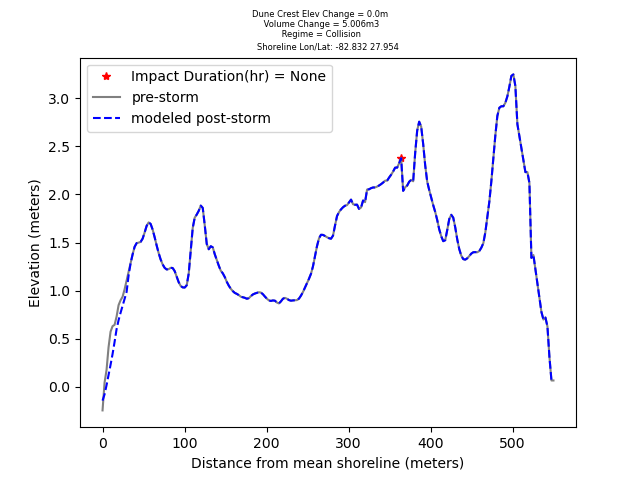 Dune Crest Elev Change = 0.0m
Volume Change = 5.006m3
Regime = Collision
Shoreline Lon/Lat: -82.832 27.954
Impact Duration(hr) = None
pre-storm
modeled post-storm
Elevation (meters)
3.0
2.5
2.0
1.5
1.0
0.5
0.0
0 100 200 300 400 500
Distance from mean shoreline (meters)